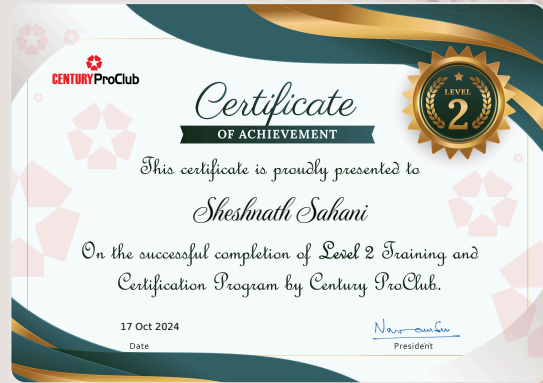 CENTURY ProClub
Certificate
OF ACHIEVEMENT
LEVEL
2
This certificate is proudly presented to
Sheshnath Sahani
On the successful completion of Level 2 Training and
Certification Program by Century ProClub.
17 Oct 2024
Date
President